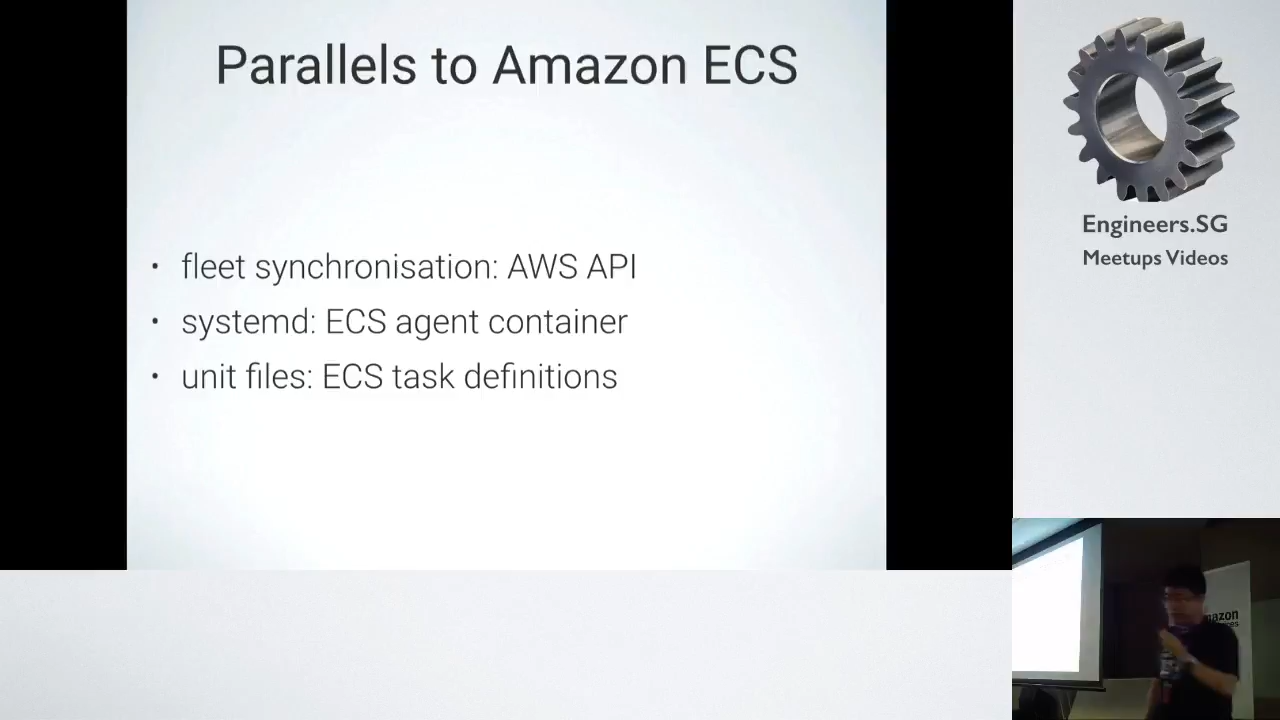 Parallels to Amazon ECS
• fleet synchronisation: AWS API
• systemd: ECS agent container
• unit files: ECS task definitions
Engineers.SG
Meetups Videos
mazon